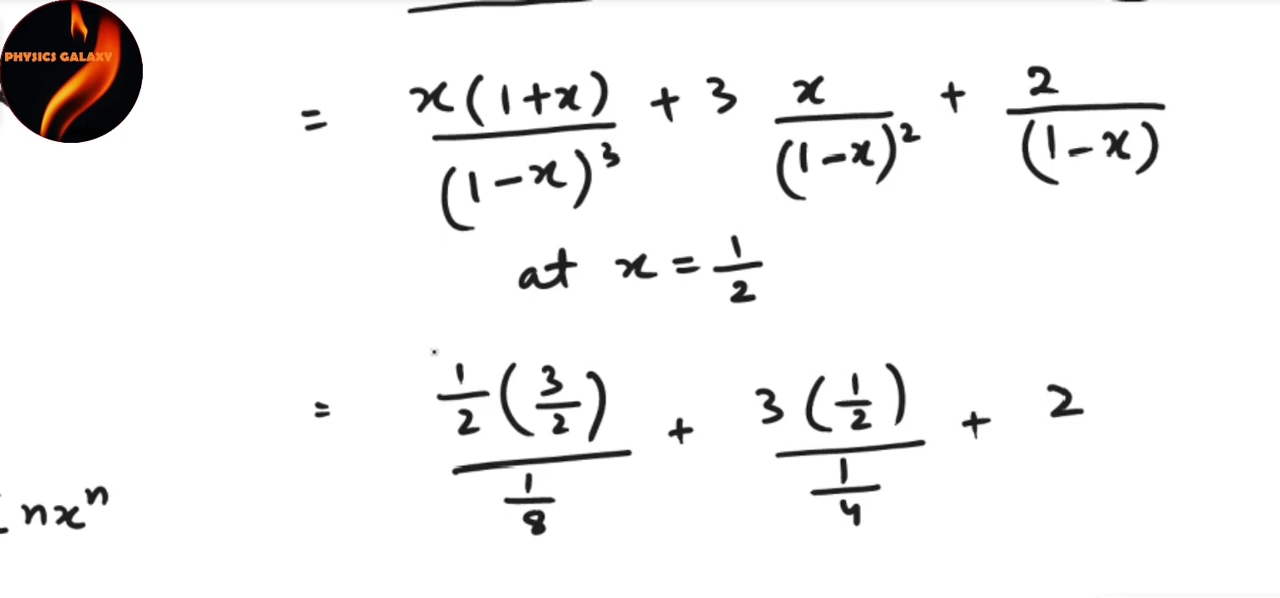 PHYSICS GALAXY
= x(1+x)/(1-x)³ + 3 x/(1-x)² + 2/(1-x)
at x = 1/2
= 1/2(3/2)/(1/8) + 3(1/2)/(1/4) + 2
nxⁿ